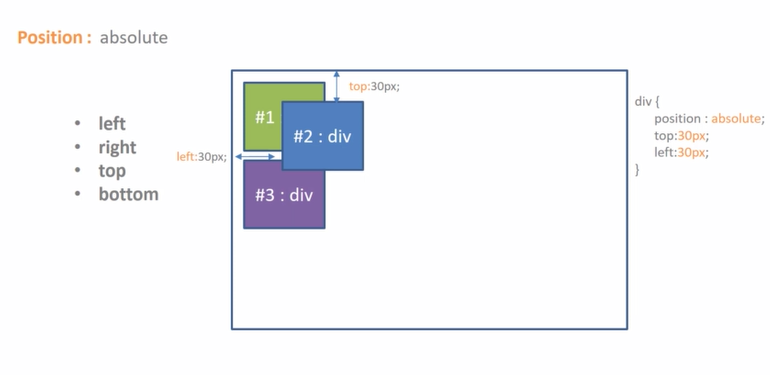 Position : absolute
• left
• right
• top
• bottom
top:30px;
#1
#2 : div
left:30px;
#3 : div
div {
position : absolute;
top:30px;
left:30px;
}